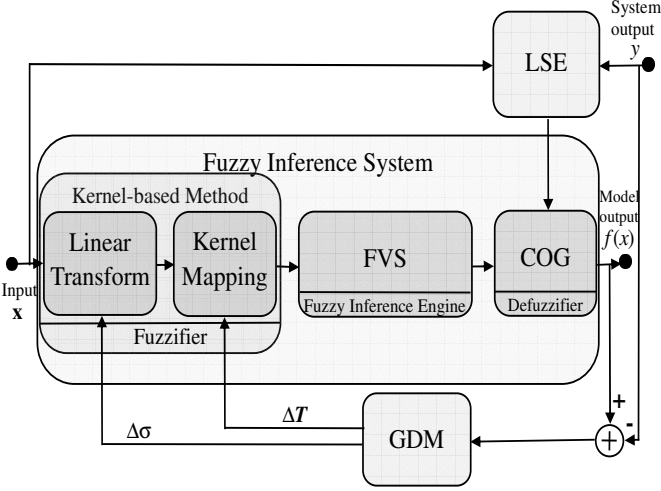 System
output
y
LSE
Fuzzy Inference System
Kernel-based Method
Linear
Transform
Kernel
Mapping
FVS
COG
Model
output
f(x)
Input
x
Fuzzy Inference Engine
Defuzzifier
Fuzzifier
+
-
+
ΔT
Δσ
GDM